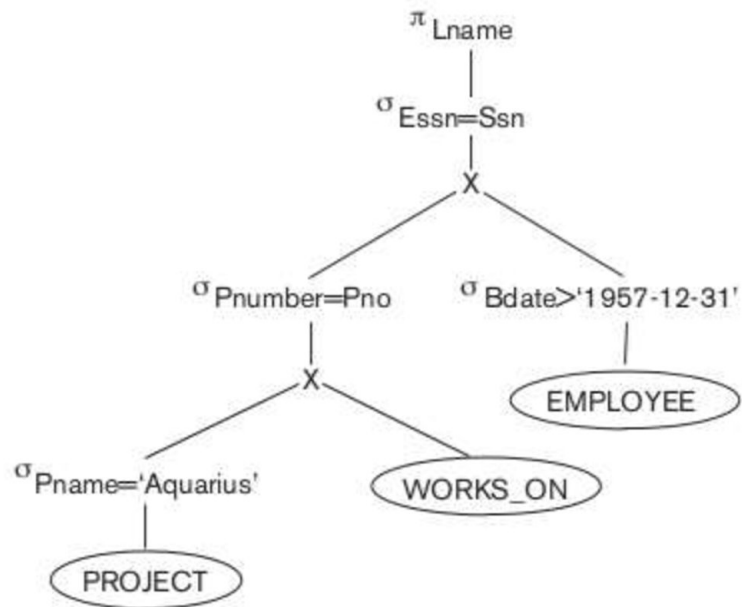 π Lname
σ Essn=Ssn
X
σ Pnumber=Pno
σ Bdate>‘1957-12-31’
X
EMPLOYEE
σ Pname=‘Aquarius’
WORKS_ON
PROJECT